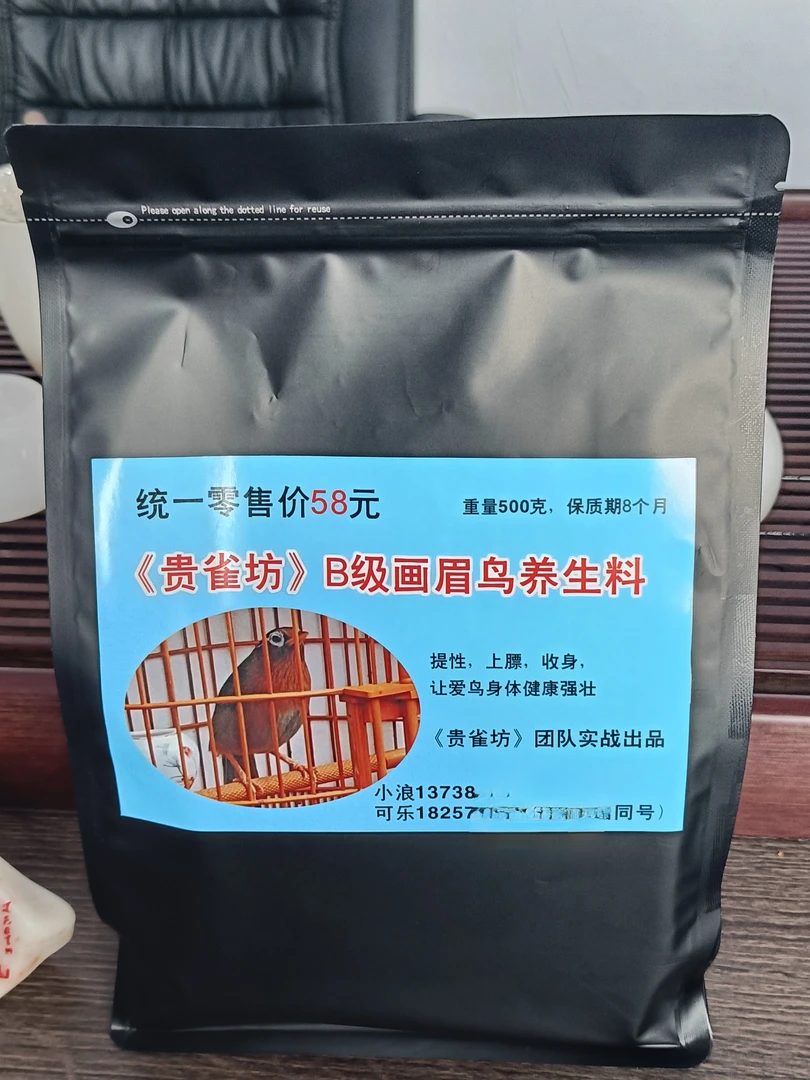 Please open along the dotted line for reuse
统一零售价58元
重量500克，保质期8个月
《贵雀坊》B级画眉鸟养生料
提性，上膘，收身，
让爱鸟身体健康强壮
《贵雀坊》团队实战出品
小浪13738
可乐18257 同号）